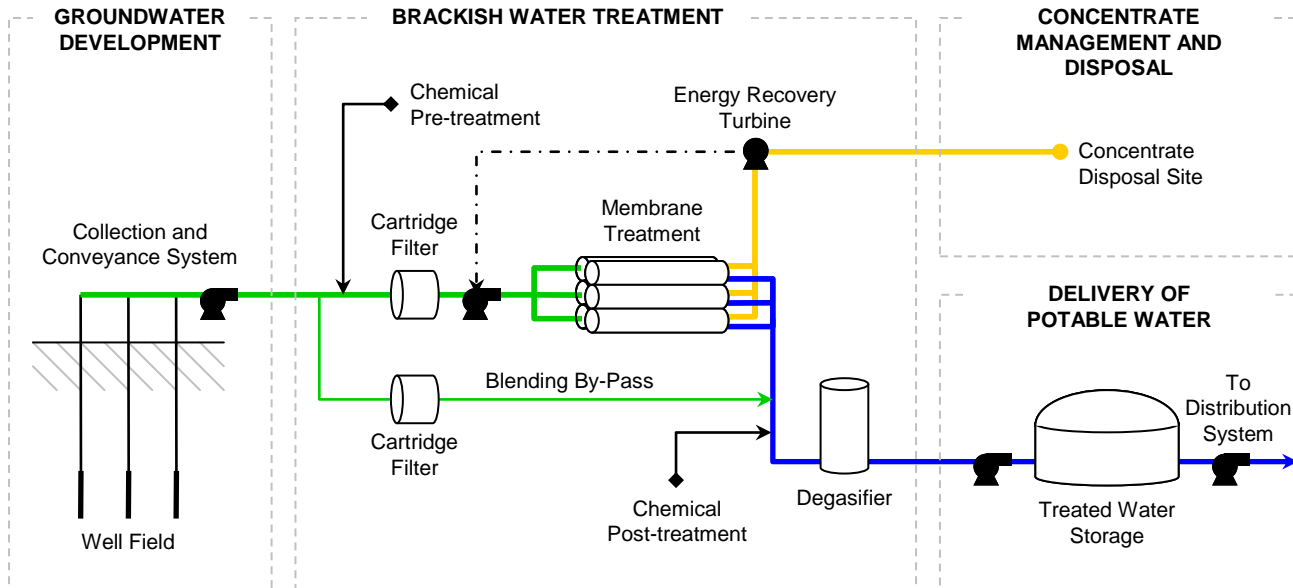 GROUNDWATER
DEVELOPMENT
BRACKISH WATER TREATMENT
CONCENTRATE
MANAGEMENT AND
DISPOSAL
Chemical
Pre-treatment
Energy Recovery
Turbine
Concentrate
Disposal Site
Collection and
Conveyance System
Cartridge
Filter
Membrane
Treatment
DELIVERY OF
POTABLE WATER
Blending By-Pass
Cartridge
Filter
To
Distribution
System
Degasifier
Chemical
Post-treatment
Treated Water
Storage
Well Field